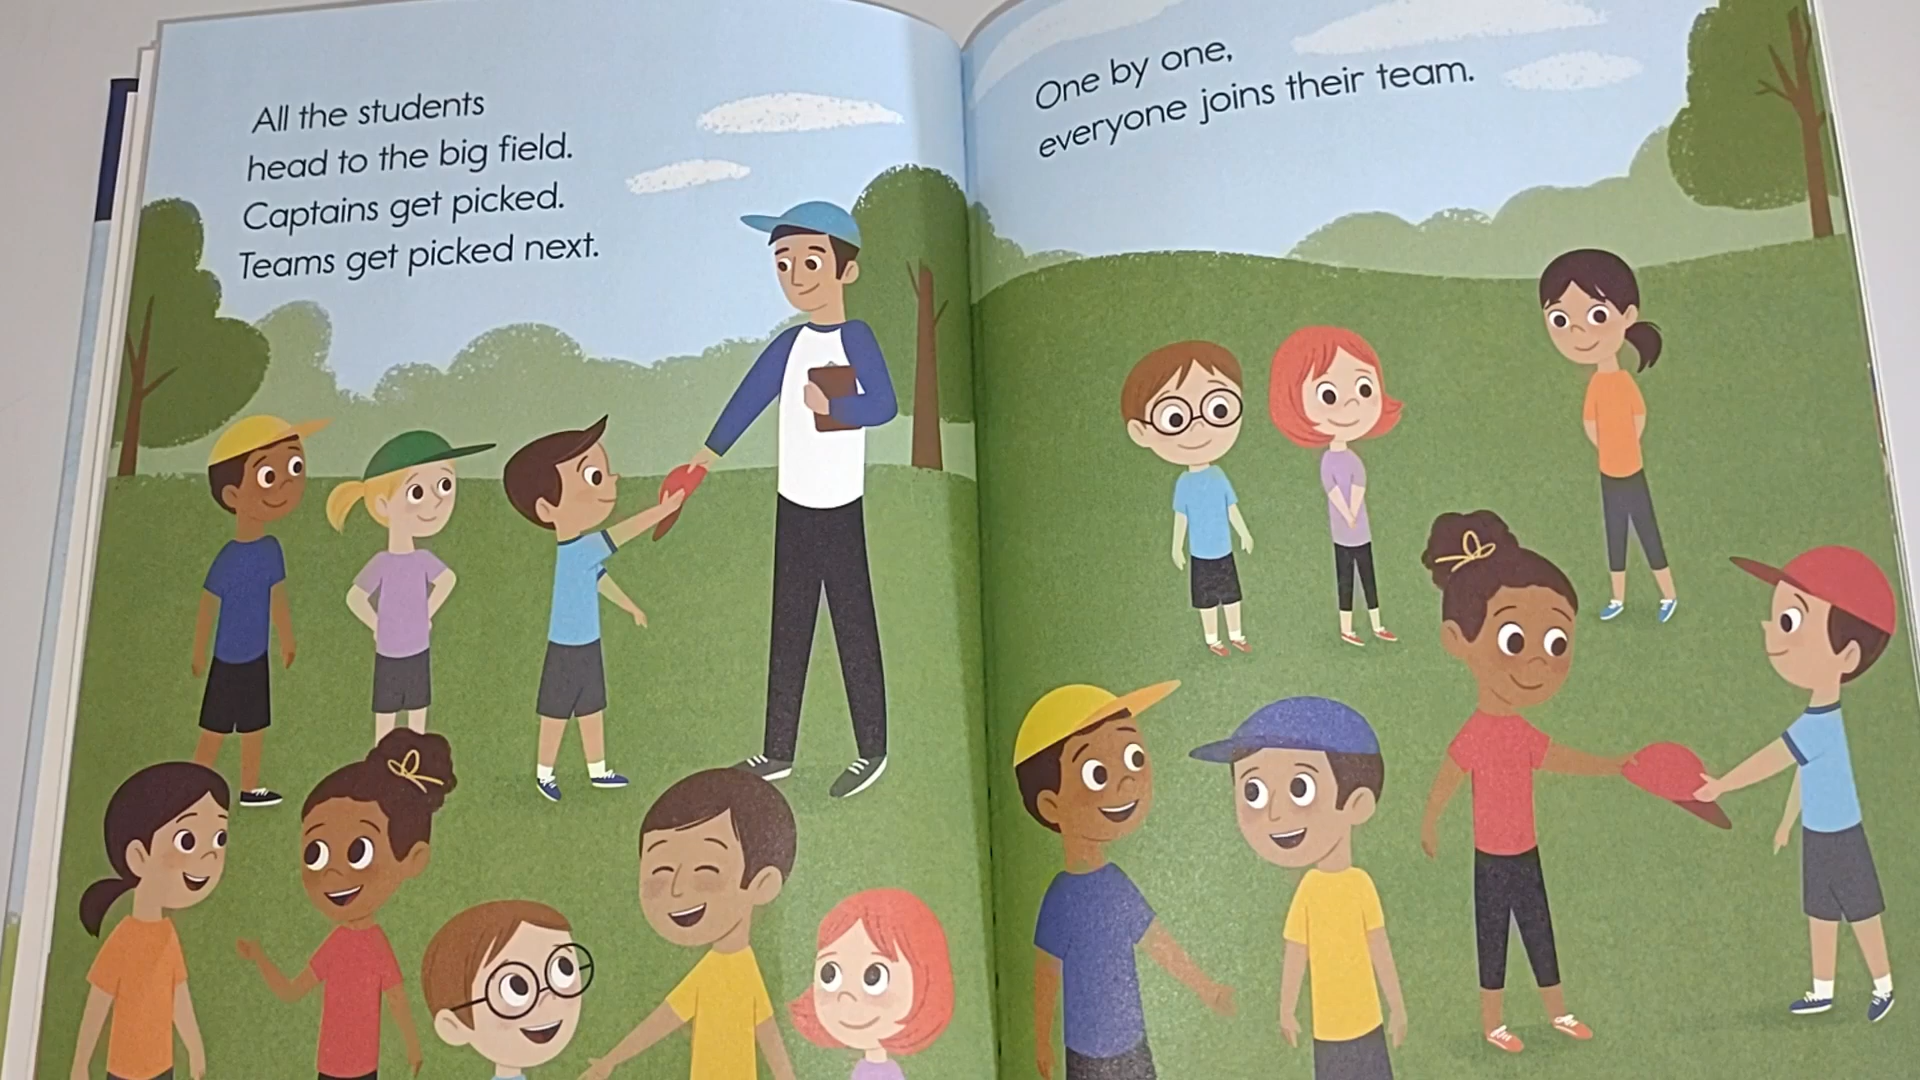 All the students
head to the big field.
Captains get picked.
Teams get picked next.
One by one,
everyone joins their team.